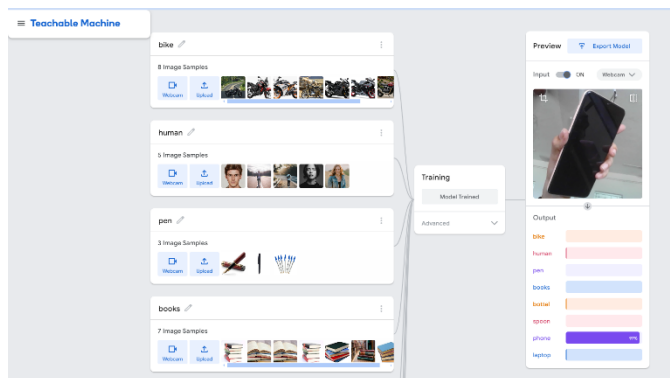 ≡ Teachable Machine
bike
8 Image Samples
Webcam
Upload
human
5 Image Samples
Webcam
Upload
pen
3 Image Samples
Webcam
Upload
books
7 Image Samples
Webcam
Upload
Training
Model Trained
Advanced
Preview
Export Model
Input ON Webcam
Output
bike
human
pen
books
bottel
spoon
phone
laptop